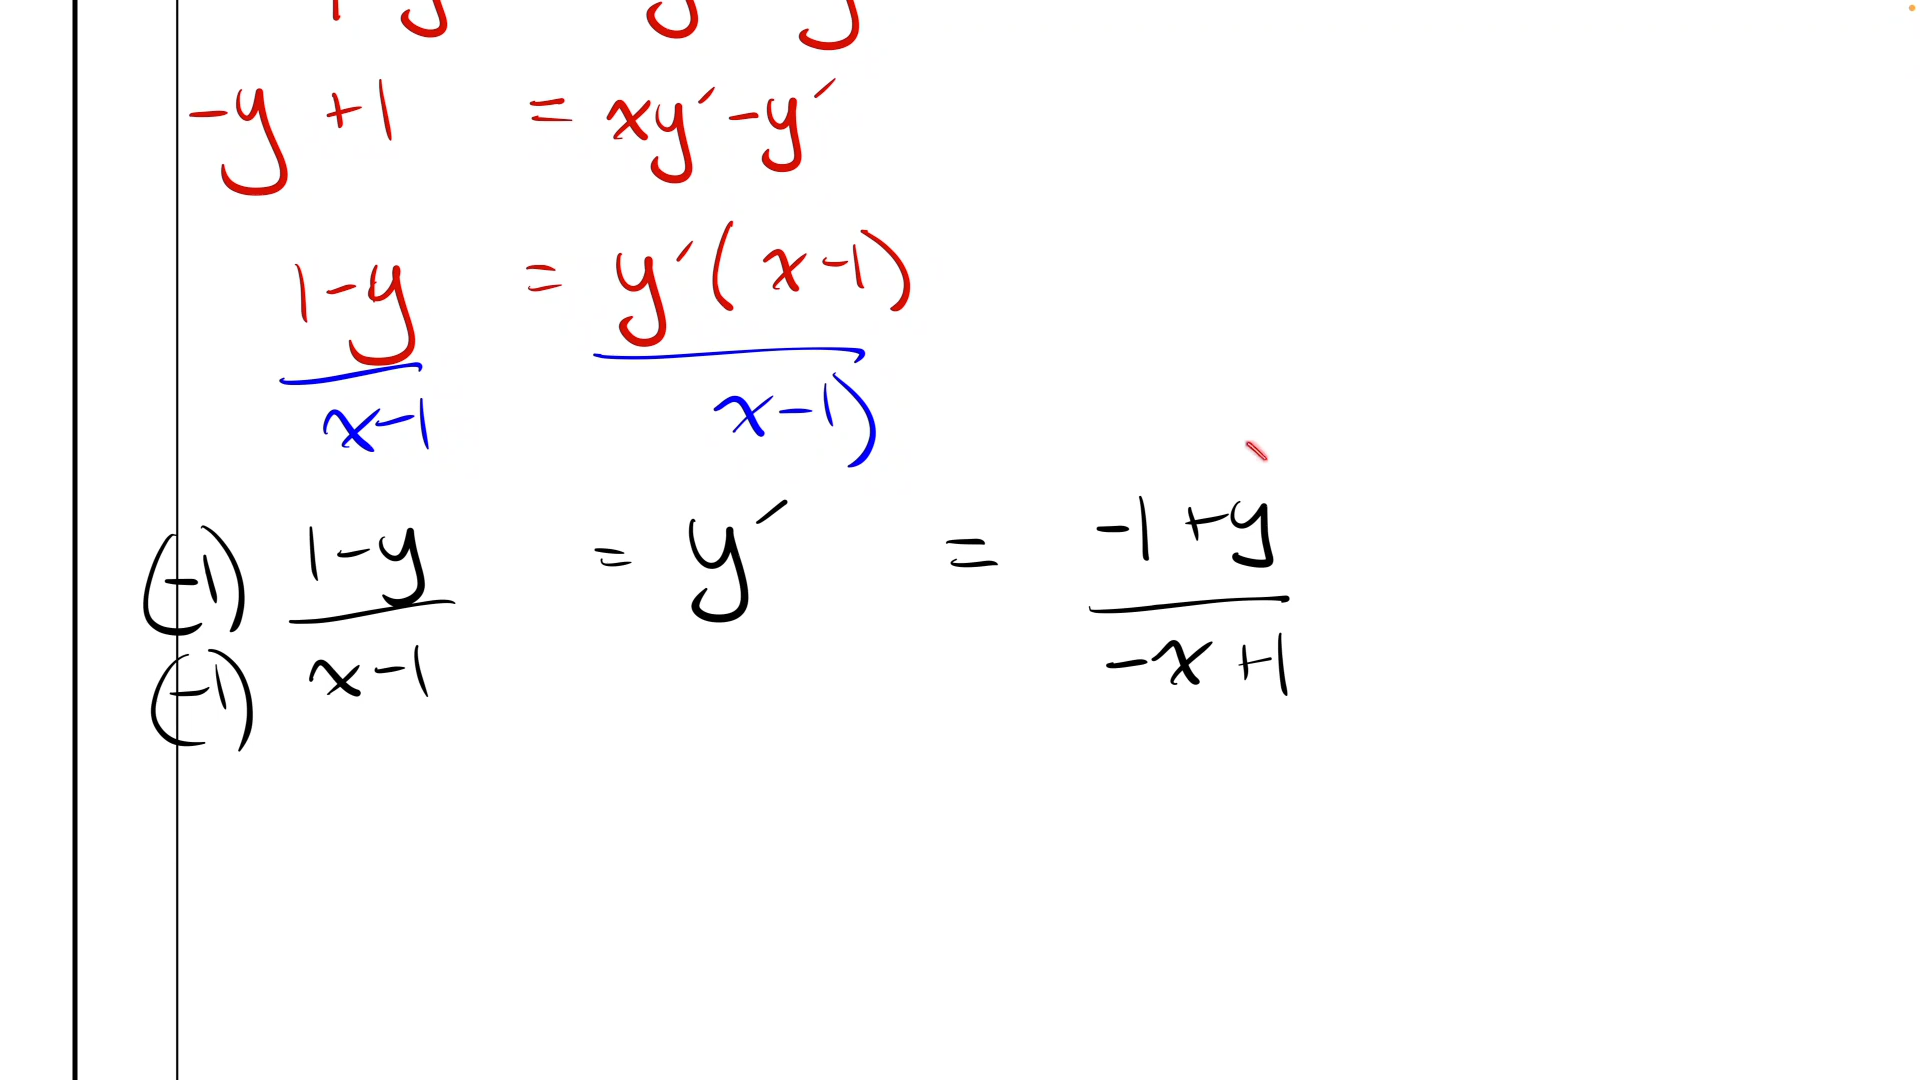 -y +1 = xy′ - y′
1-y = y′(x-1)
x-1 x-1)
(-1) 1-y = y′ = -1+y
(-1) x-1 -x+1